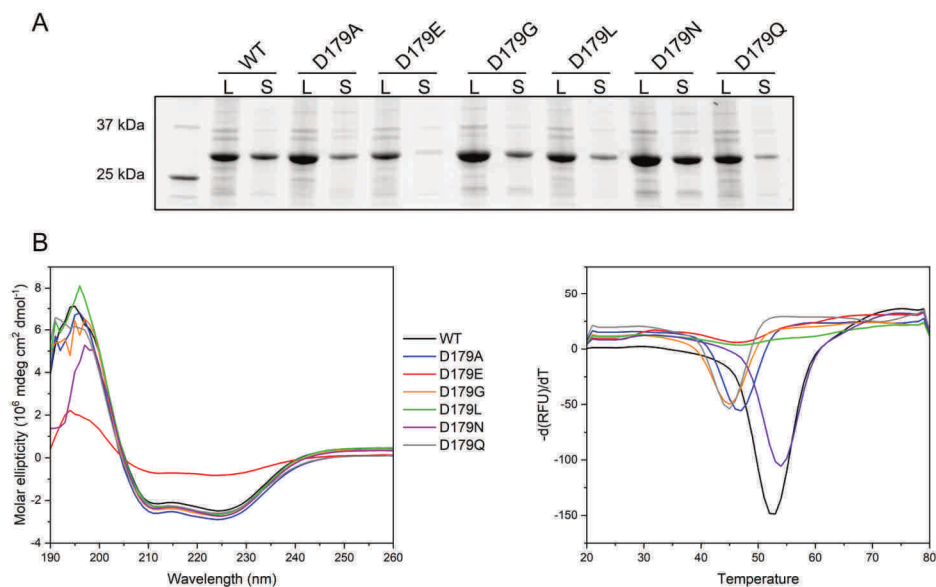 A
WT D179A D179E D179G D179L D179N D179Q
L S L S L S L S L S L S L S
37 kDa
25 kDa
B
8
6
4
2
0
-2
-4
190 200 210 220 230 240 250 260
Wavelength (nm)
Molar ellipticity (10⁶ mdeg cm² dmol⁻¹)
WT
D179A
D179E
D179G
D179L
D179N
D179Q
50
25
0
-50
-100
-150
20 30 40 50 60 70 80
Temperature
-d(RFU)/dT